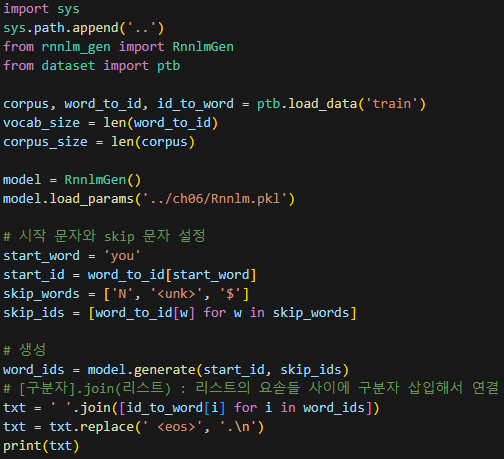 import sys
sys.path.append('..')
from rnnlm_gen import RnnlmGen
from dataset import ptb

corpus, word_to_id, id_to_word = ptb.load_data('train')
vocab_size = len(word_to_id)
corpus_size = len(corpus)

model = RnnlmGen()
model.load_params('../ch06/Rnnlm.pkl')

# 시작 문자와 skip 문자 설정
start_word = 'you'
start_id = word_to_id[start_word]
skip_words = ['N', '<unk>', '$']
skip_ids = [word_to_id[w] for w in skip_words]

# 생성
word_ids = model.generate(start_id, skip_ids)
# [구분자].join(리스트) : 리스트의 요솓들 사이에 구분자 삽입해서 연결
txt = ' '.join([id_to_word[i] for i in word_ids])
txt = txt.replace(' <eos>', '.\n')
print(txt)